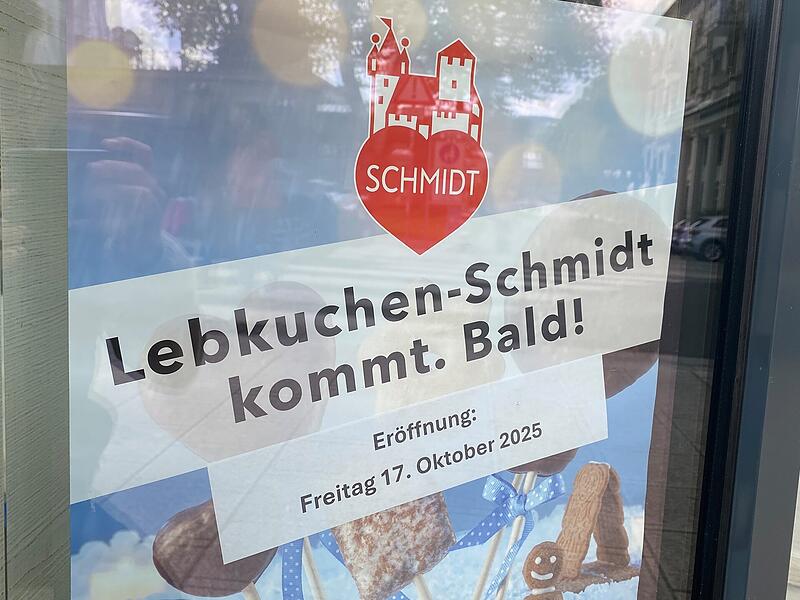 SCHMIDT
Lebkuchen-Schmidt
kommt. Bald!
Eröffnung:
Freitag 17. Oktober 2025